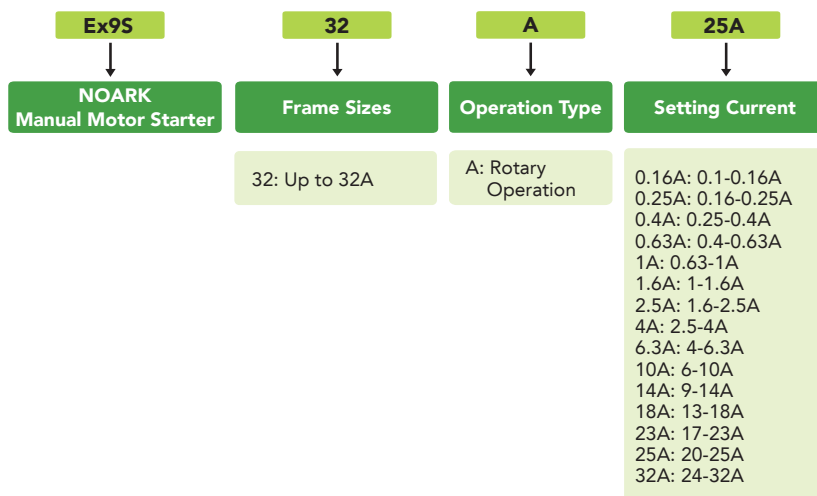 Ex9S
32
A
25A
NOARK
Manual Motor Starter
Frame Sizes
Operation Type
Setting Current
32: Up to 32A
A: Rotary
Operation
0.16A: 0.1-0.16A
0.25A: 0.16-0.25A
0.4A: 0.25-0.4A
0.63A: 0.4-0.63A
1A: 0.63-1A
1.6A: 1-1.6A
2.5A: 1.6-2.5A
4A: 2.5-4A
6.3A: 4-6.3A
10A: 6-10A
14A: 9-14A
18A: 13-18A
23A: 17-23A
25A: 20-25A
32A: 24-32A